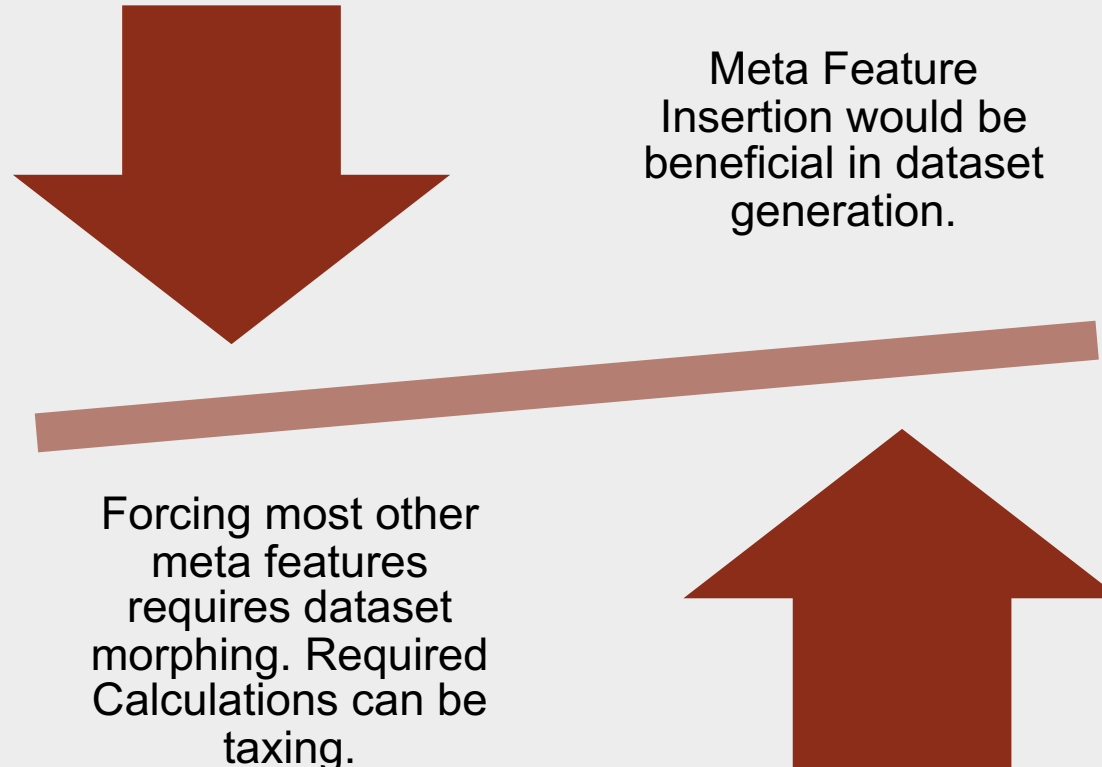 Meta Feature
Insertion would be
beneficial in dataset
generation.
Forcing most other
meta features
requires dataset
morphing. Required
Calculations can be
taxing.